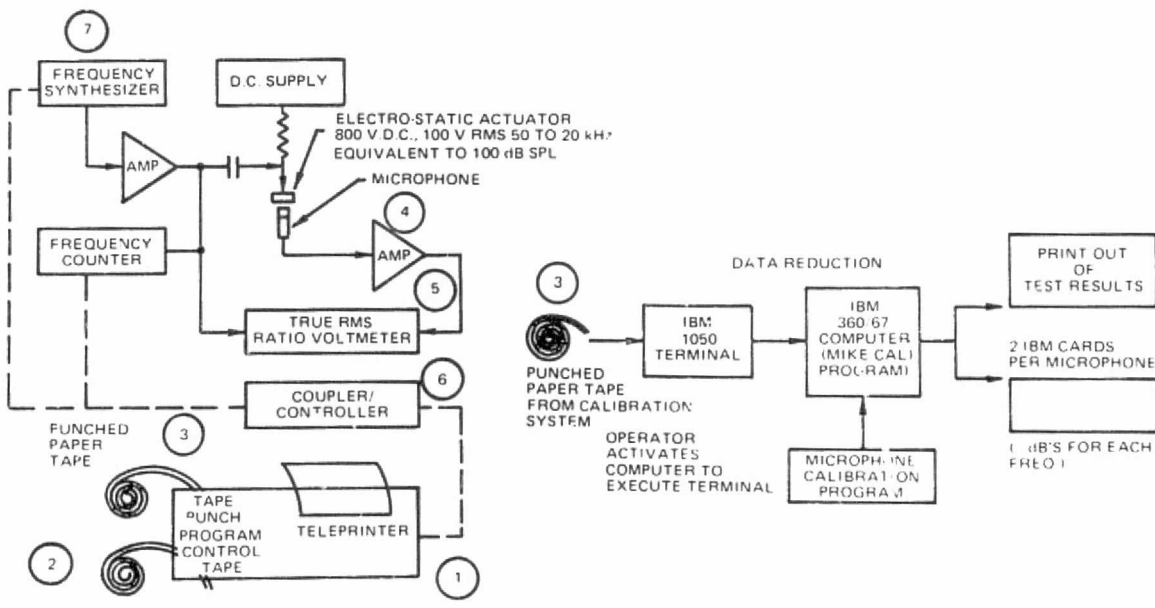 7
FREQUENCY
SYNTHESIZER
D.C. SUPPLY
ELECTRO-STATIC ACTUATOR
800 V.D.C., 100 V RMS 50 TO 20 kHz
EQUIVALENT TO 100 dB SPL
AMP
MICROPHONE
4
AMP
FREQUENCY
COUNTER
5
TRUE RMS
RATIO VOLTMETER
6
COUPLER/
CONTROLLER
PUNCHED
PAPER
TAPE
3
TAPE
PUNCH
PROGRAM
CONTROL
TAPE
TELEPRINTER
2
1
DATA REDUCTION
3
PUNCHED
PAPER TAPE
FROM CALIBRATION
SYSTEM
IBM
1050
TERMINAL
OPERATOR
ACTIVATES
COMPUTER TO
EXECUTE TERMINAL
IBM
360-67
COMPUTER
(MIKE CAL)
PROGRAM)
MICROPHONE
CALIBRATION
PROGRAM
PRINT OUT
OF
TEST RESULTS
2 IBM CARDS
PER MICROPHONE
dB'S FOR EACH
FREQ.)